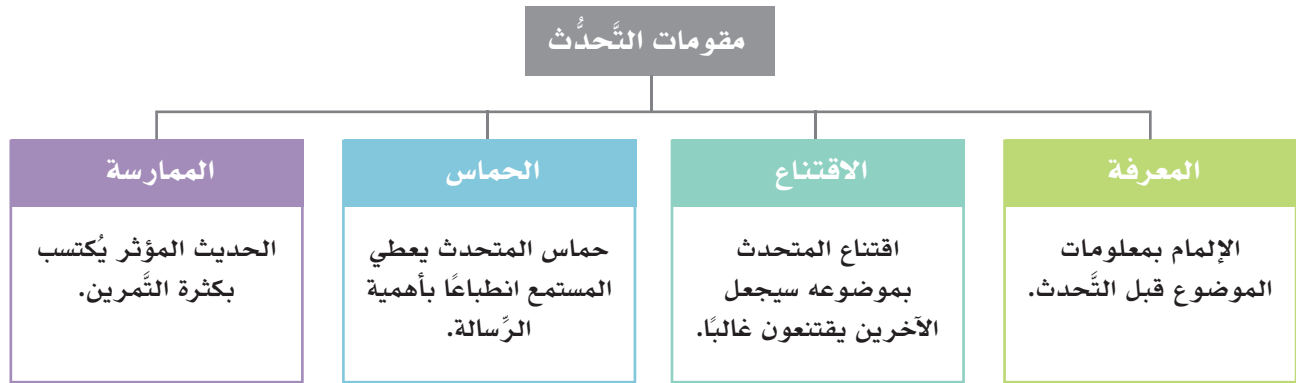 مقومات التَّحدُّث
المعرفة
الإلمام بمعلومات
الموضوع قبل التَّحدث.
الاقتناع
اقتناع المتحدث
بموضوعه سيجعل
الآخرين يقتنعون غالبًا.
الحماس
حماس المتحدث يعطي
المستمع انطباعًا بأهمية
الرِّسالة.
الممارسة
الحديث المؤثر يُكتسب
بكثرة التَّمرين.